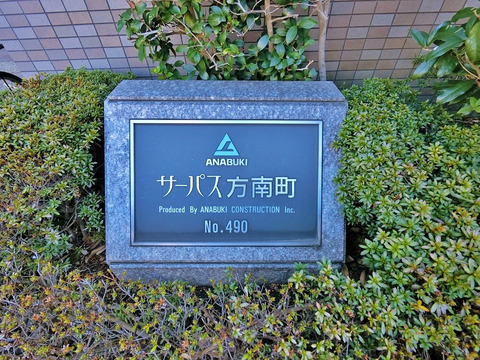 ANABUKI
サーパス方南町
Produced By ANABUKI CONSTRUCTION Inc.
No.490